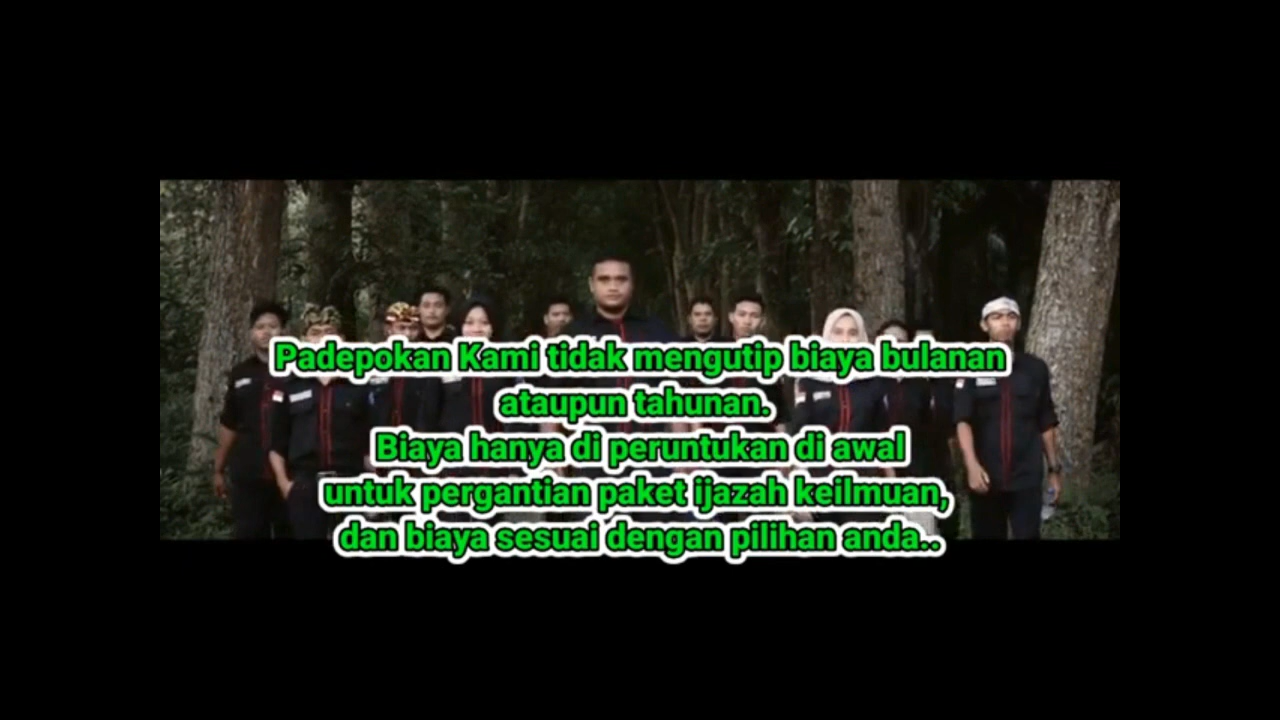 Padepokan Kami tidak mengutip biaya bulanan
ataupun tahunan.
Biaya hanya di peruntukan di awal
untuk pergantian paket ijazah keilmuan,
dan biaya sesuai dengan pilihan anda..